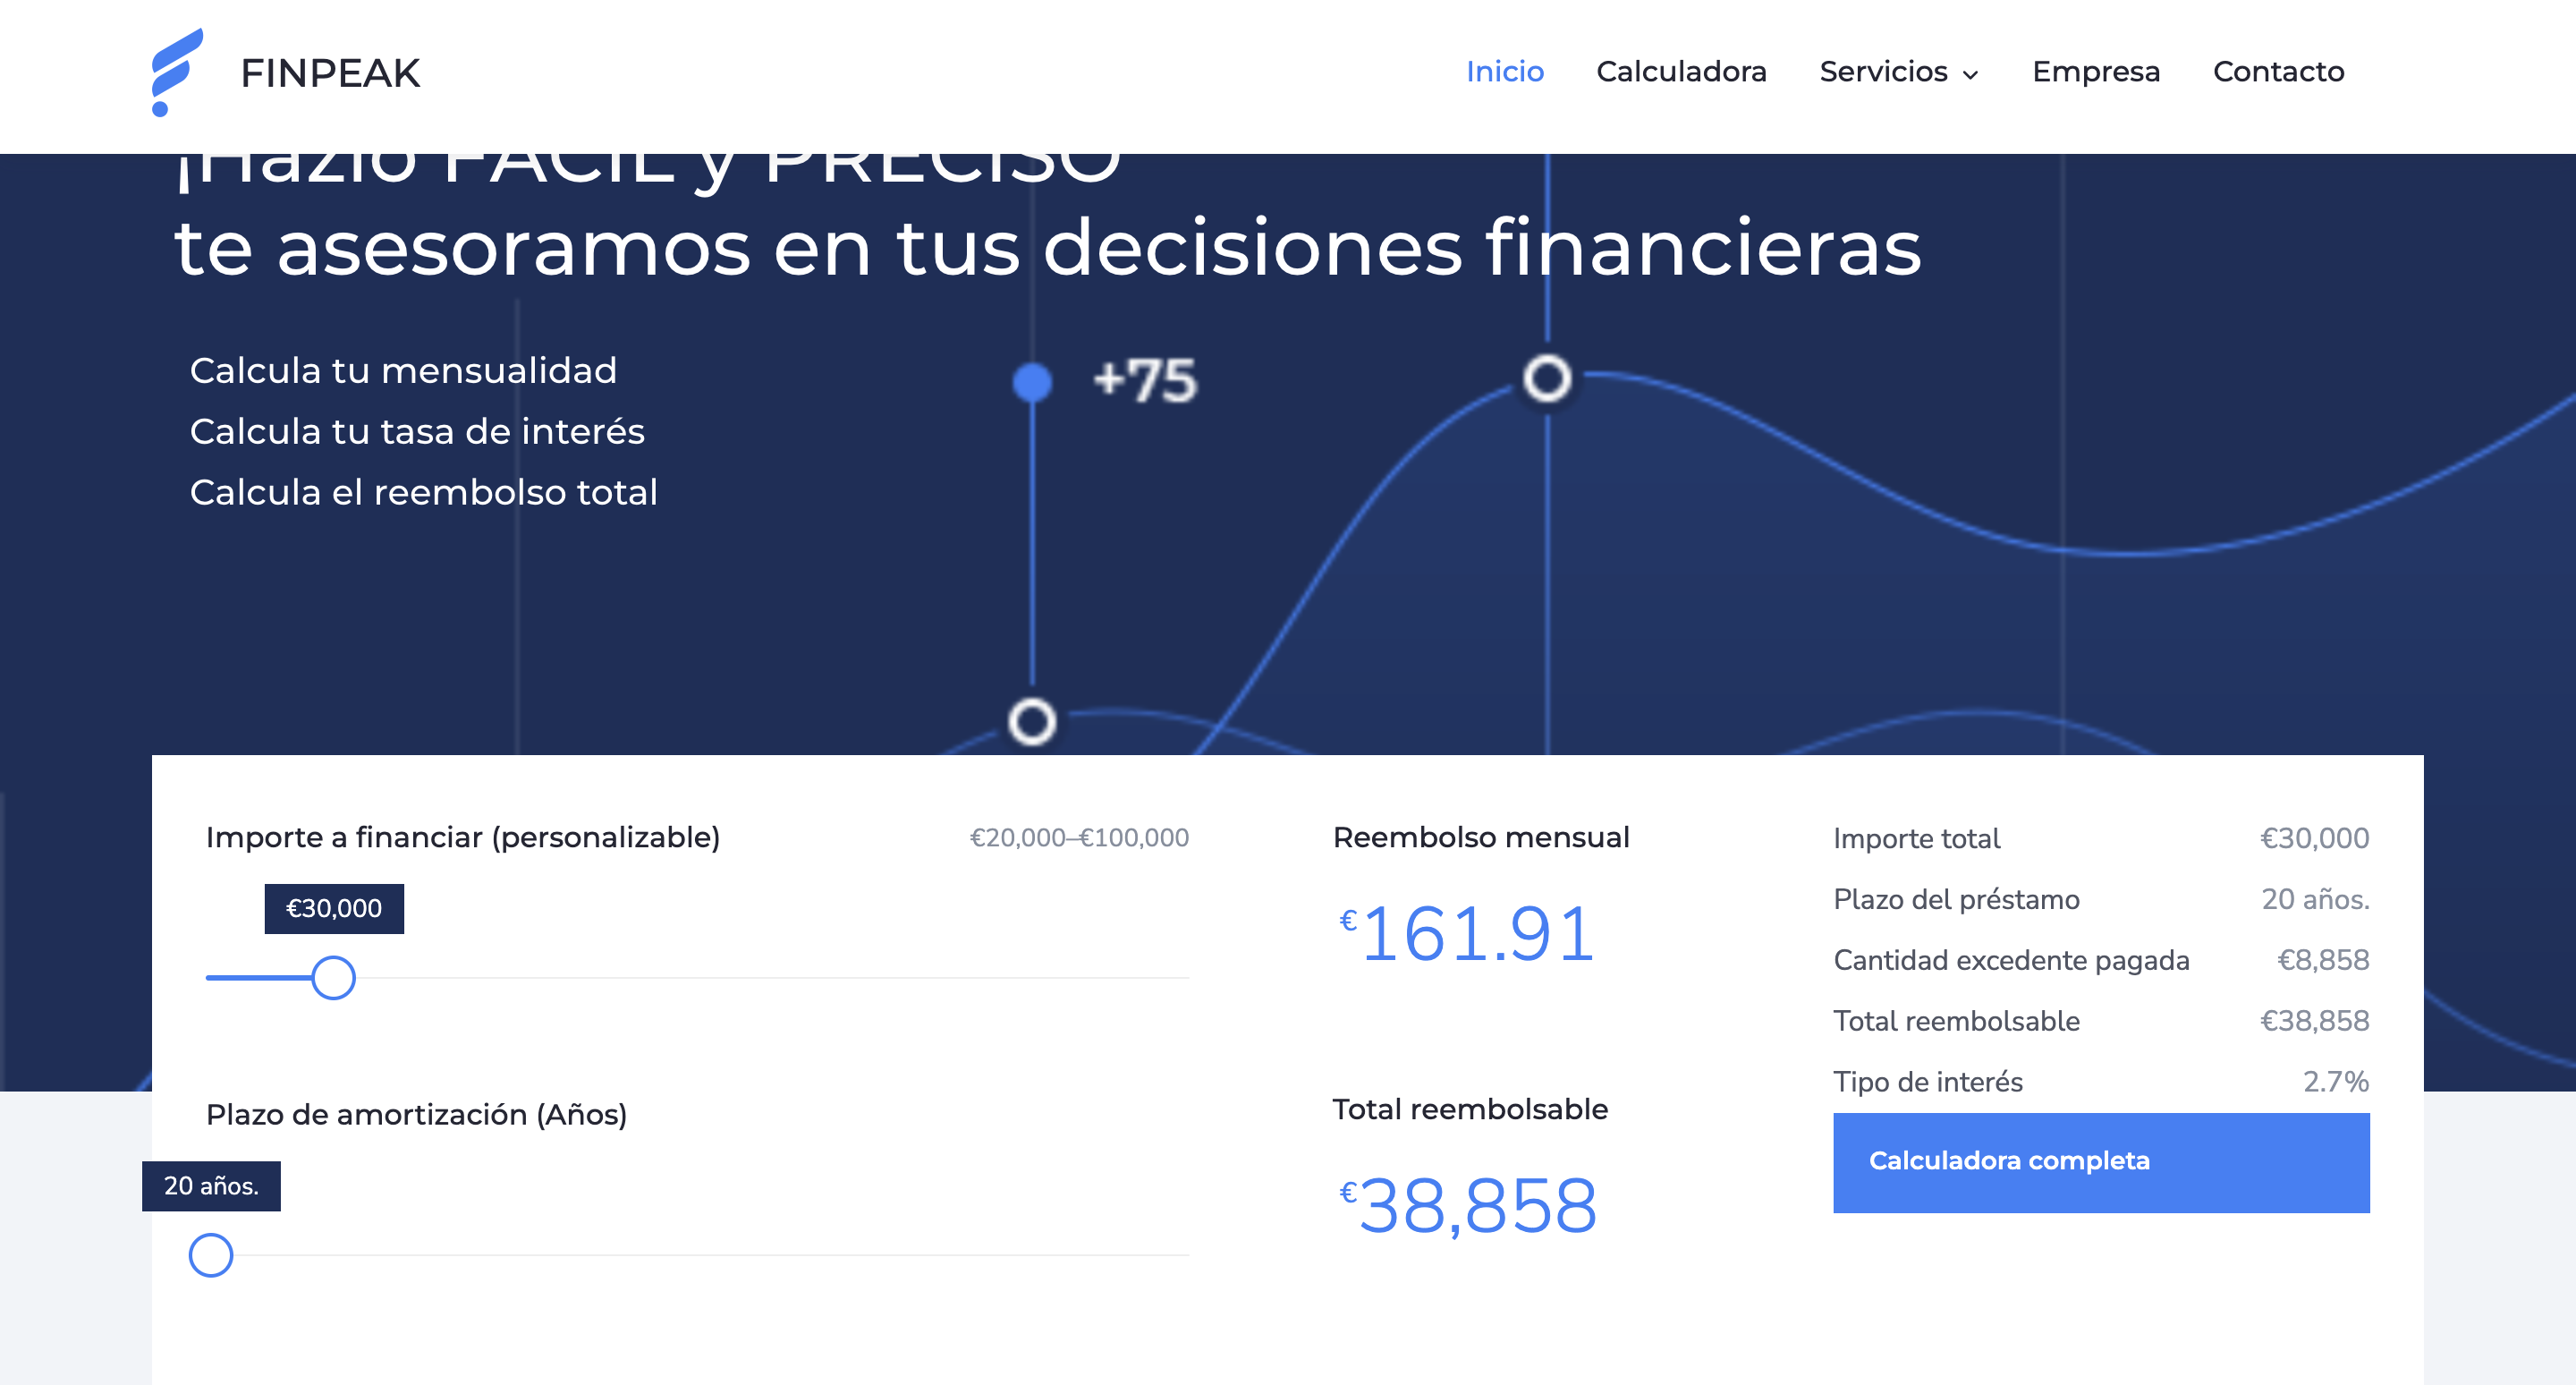 FINPEAK
Inicio Calculadora Servicios Empresa Contacto
¡Hazlo FÁCIL y PRECISO
te asesoramos en tus decisiones financieras
Calcula tu mensualidad
Calcula tu tasa de interés
Calcula el reembolso total
+75
Importe a financiar (personalizable) €20,000–€100,000
€30,000
Plazo de amortización (Años)
20 años.
Reembolso mensual
€161.91
Total reembolsable
€38,858
Importe total €30,000
Plazo del préstamo 20 años.
Cantidad excedente pagada €8,858
Total reembolsable €38,858
Tipo de interés 2.7%
Calculadora completa